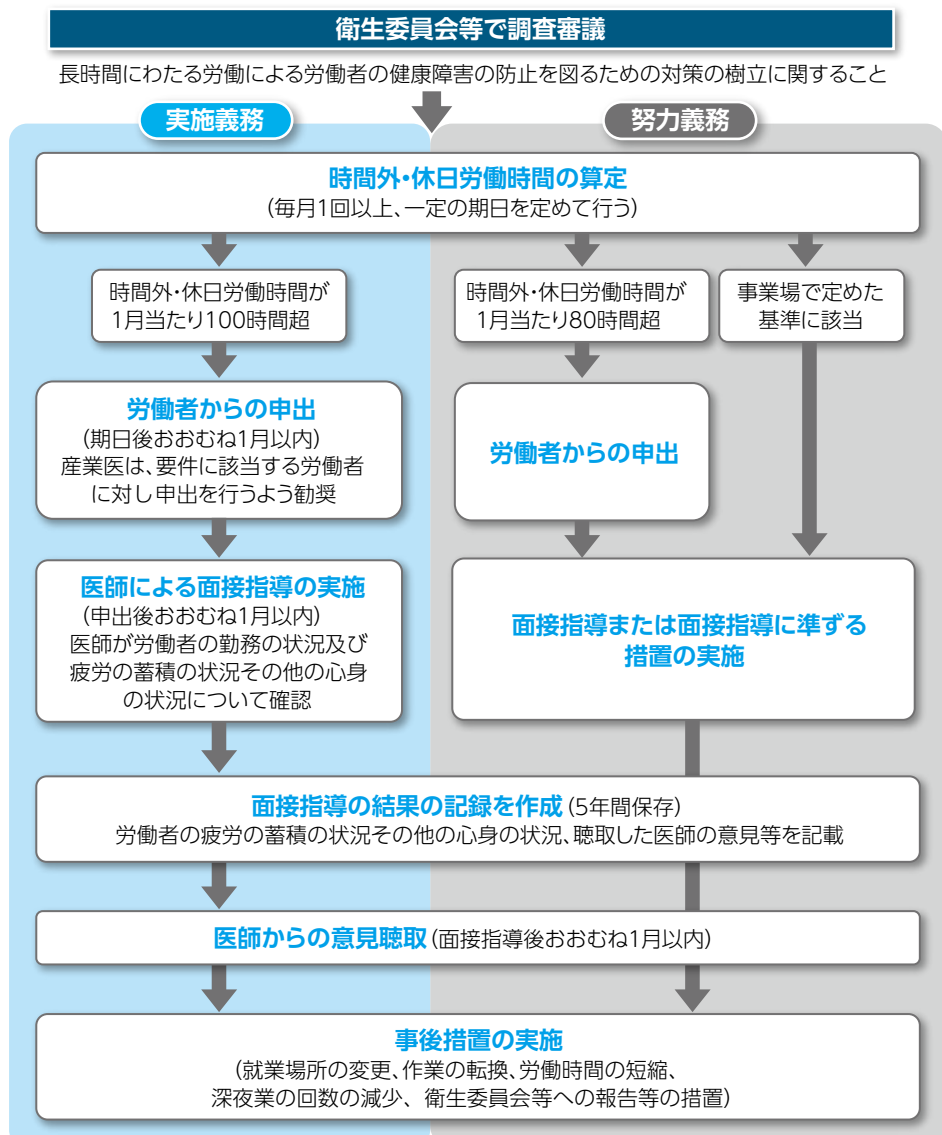 衛生委員会等で調査審議
長時間にわたる労働による労働者の健康障害の防止を図るための対策の樹立に関すること
実施義務
努力義務
時間外・休日労働時間の算定
(毎月1回以上、一定の期日を定めて行う)
時間外・休日労働時間が
1月当たり100時間超
時間外・休日労働時間が
1月当たり80時間超
事業場で定めた
基準に該当
労働者からの申出
(期日後おおむね1月以内)
産業医は、要件に該当する労働者
に対し申出を行うよう勧奨
労働者からの申出
医師による面接指導の実施
(申出後おおむね1月以内)
医師が労働者の勤務の状況及び
疲労の蓄積の状況その他の心身
の状況について確認
面接指導または面接指導に準ずる
措置の実施
面接指導の結果の記録を作成(5年間保存)
労働者の疲労の蓄積の状況その他の心身の状況、聴取した医師の意見等を記載
医師からの意見聴取(面接指導後おおむね1月以内)
事後措置の実施
(就業場所の変更、作業の転換、労働時間の短縮、
深夜業の回数の減少、衛生委員会等への報告等の措置)